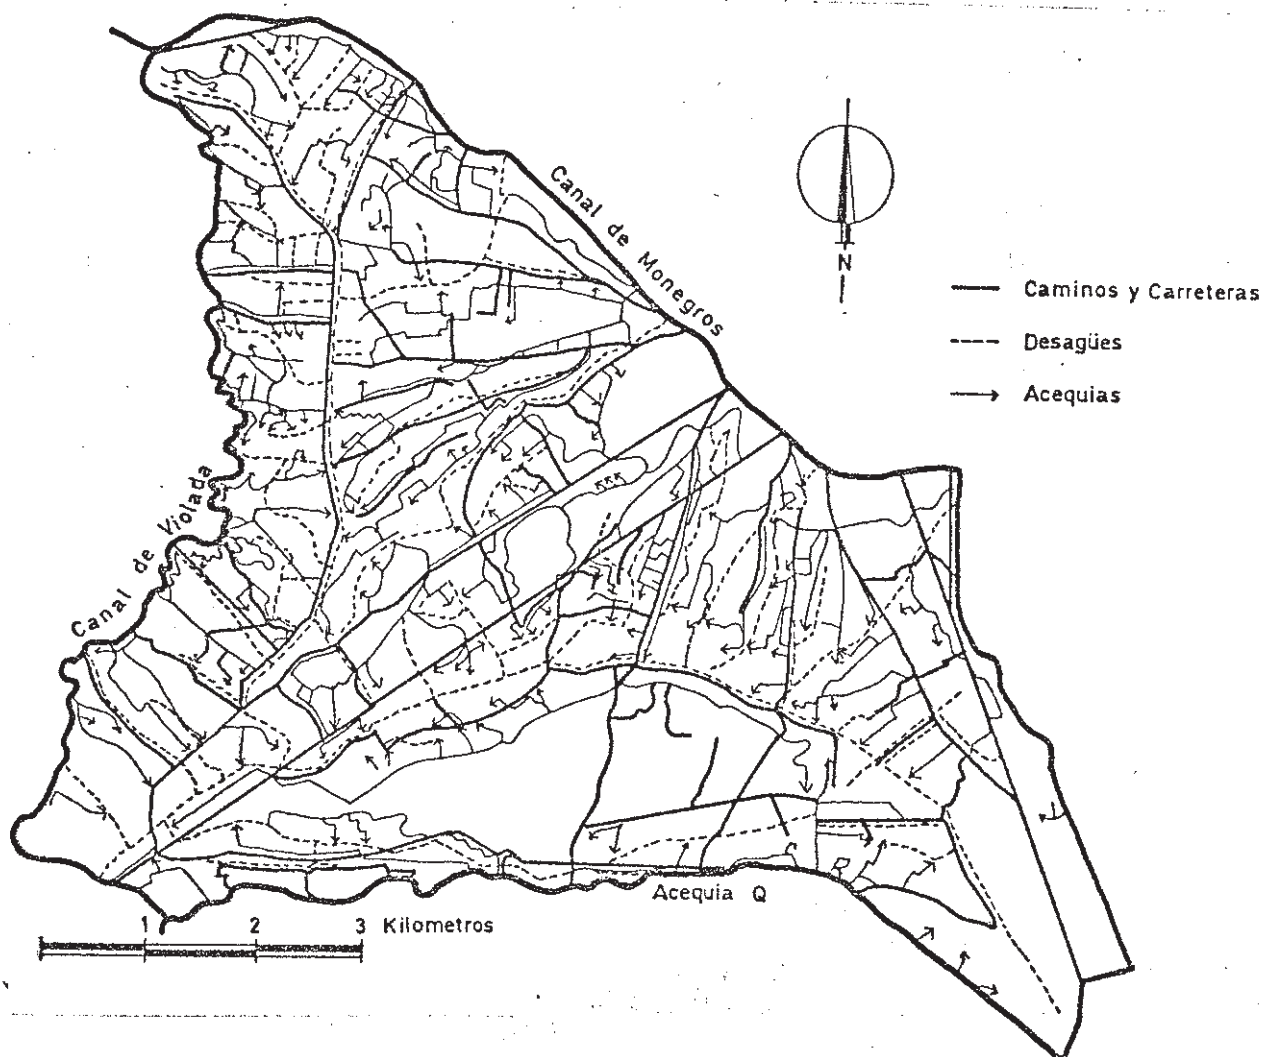 Canal de Monegros
N
Caminos y Carreteras
Desagües
Acequias
Canal de Violada
Acequia Q
1 2 3 Kilometros